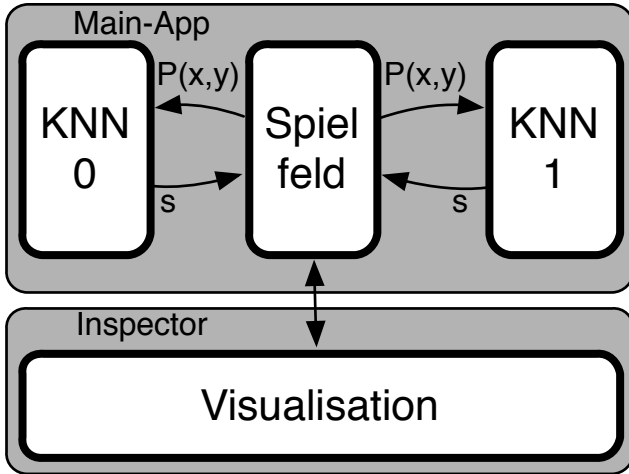 Main-App
P(x,y)
P(x,y)
KNN
0
Spiel
feld
KNN
1
s
s
Inspector
Visualisation